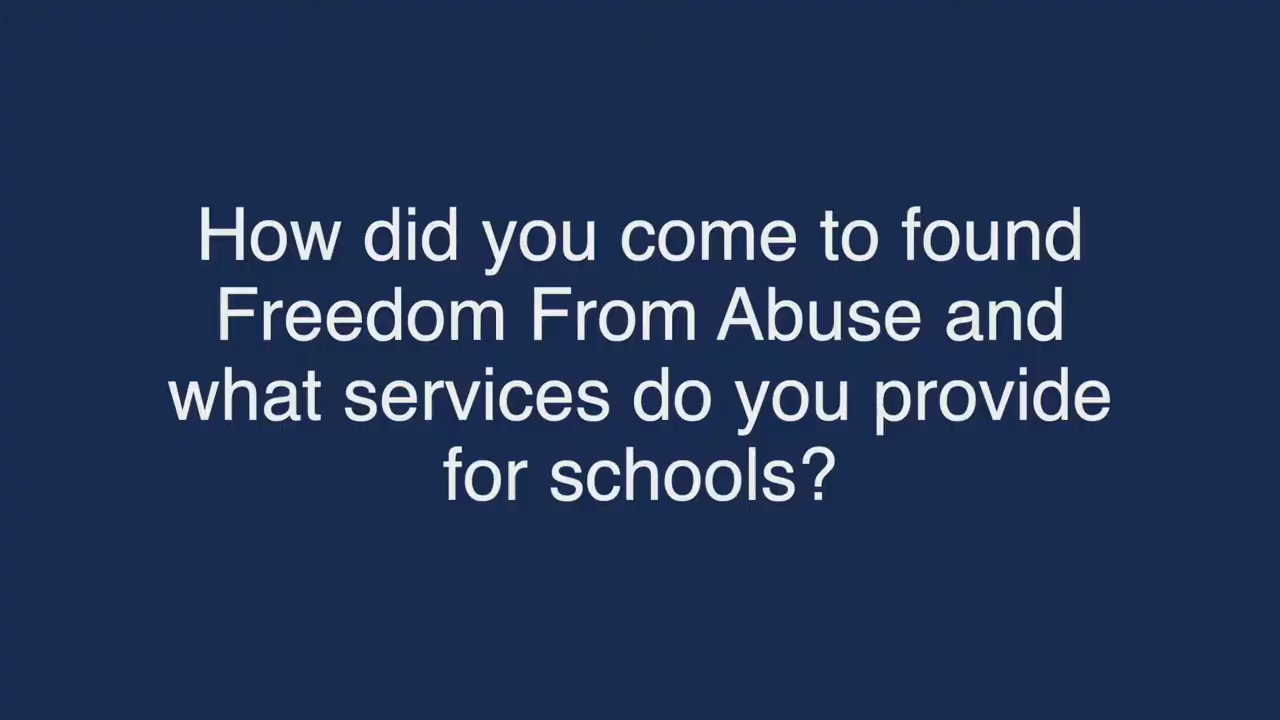 How did you come to found
Freedom From Abuse and
what services do you provide
for schools?